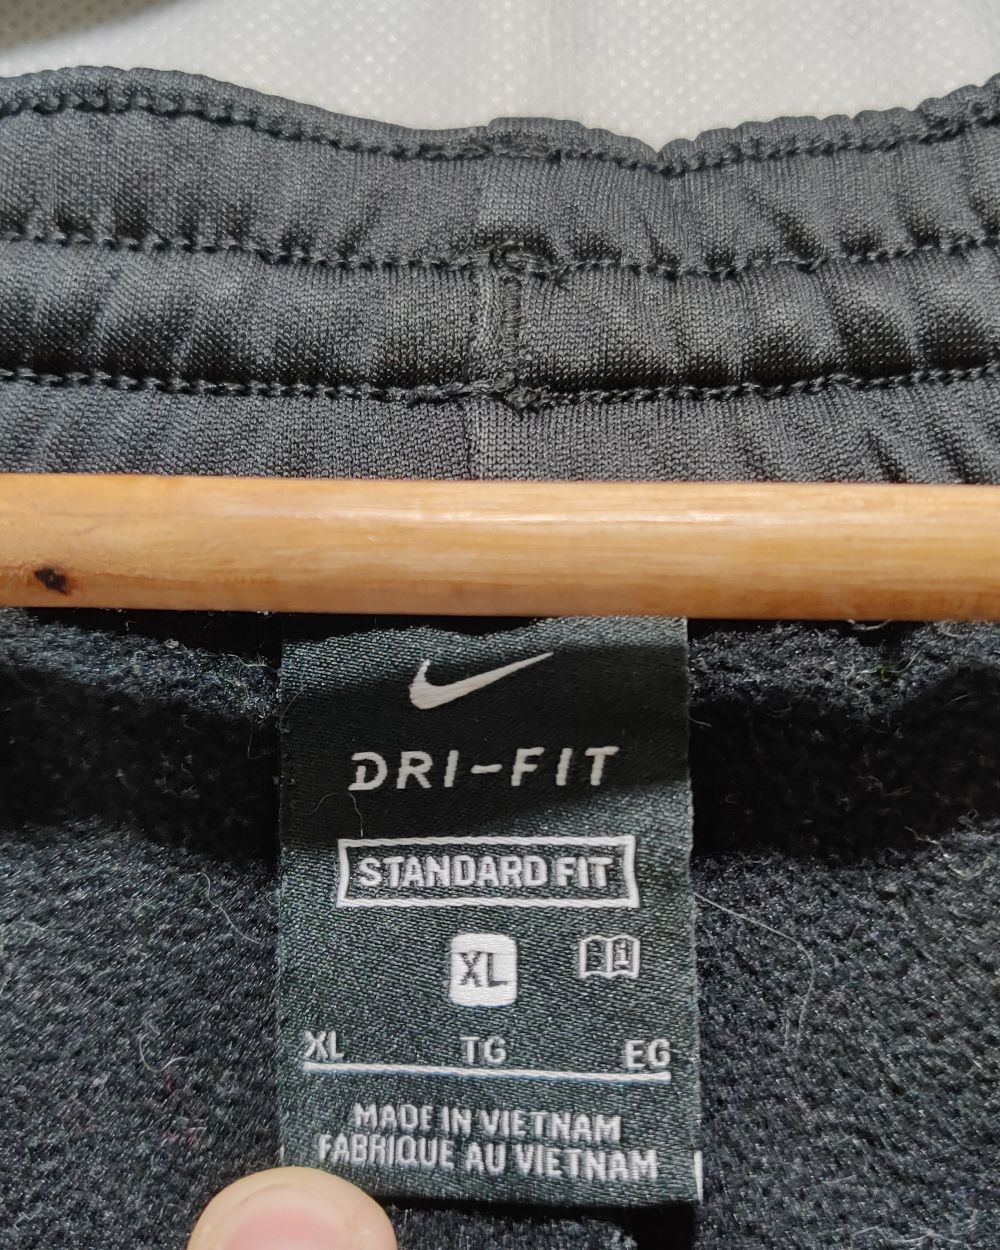 DRI-FIT
STANDARD FIT
XL
XL TG EG
MADE IN VIETNAM
FABRIQUE AU VIETNAM